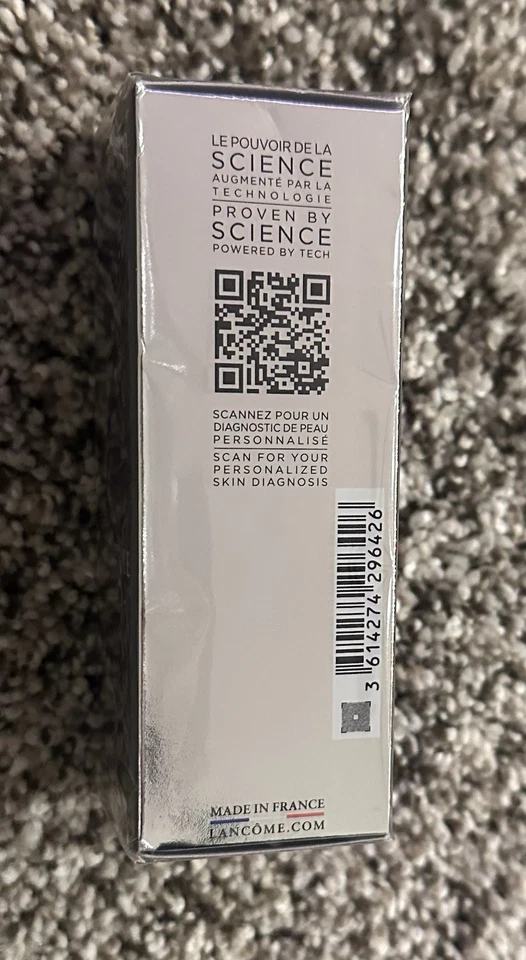 LE POUVOIR DE LA
SCIENCE
AUGMENTÉ PAR LA
TECHNOLOGIE
PROVEN BY
SCIENCE
POWERED BY TECH
SCANNEZ POUR UN
DIAGNOSTIC DE PEAU
PERSONNALISÉ
SCAN FOR YOUR
PERSONALIZED
SKIN DIAGNOSIS
3 614274 296426
MADE IN FRANCE
LANCÔME.COM